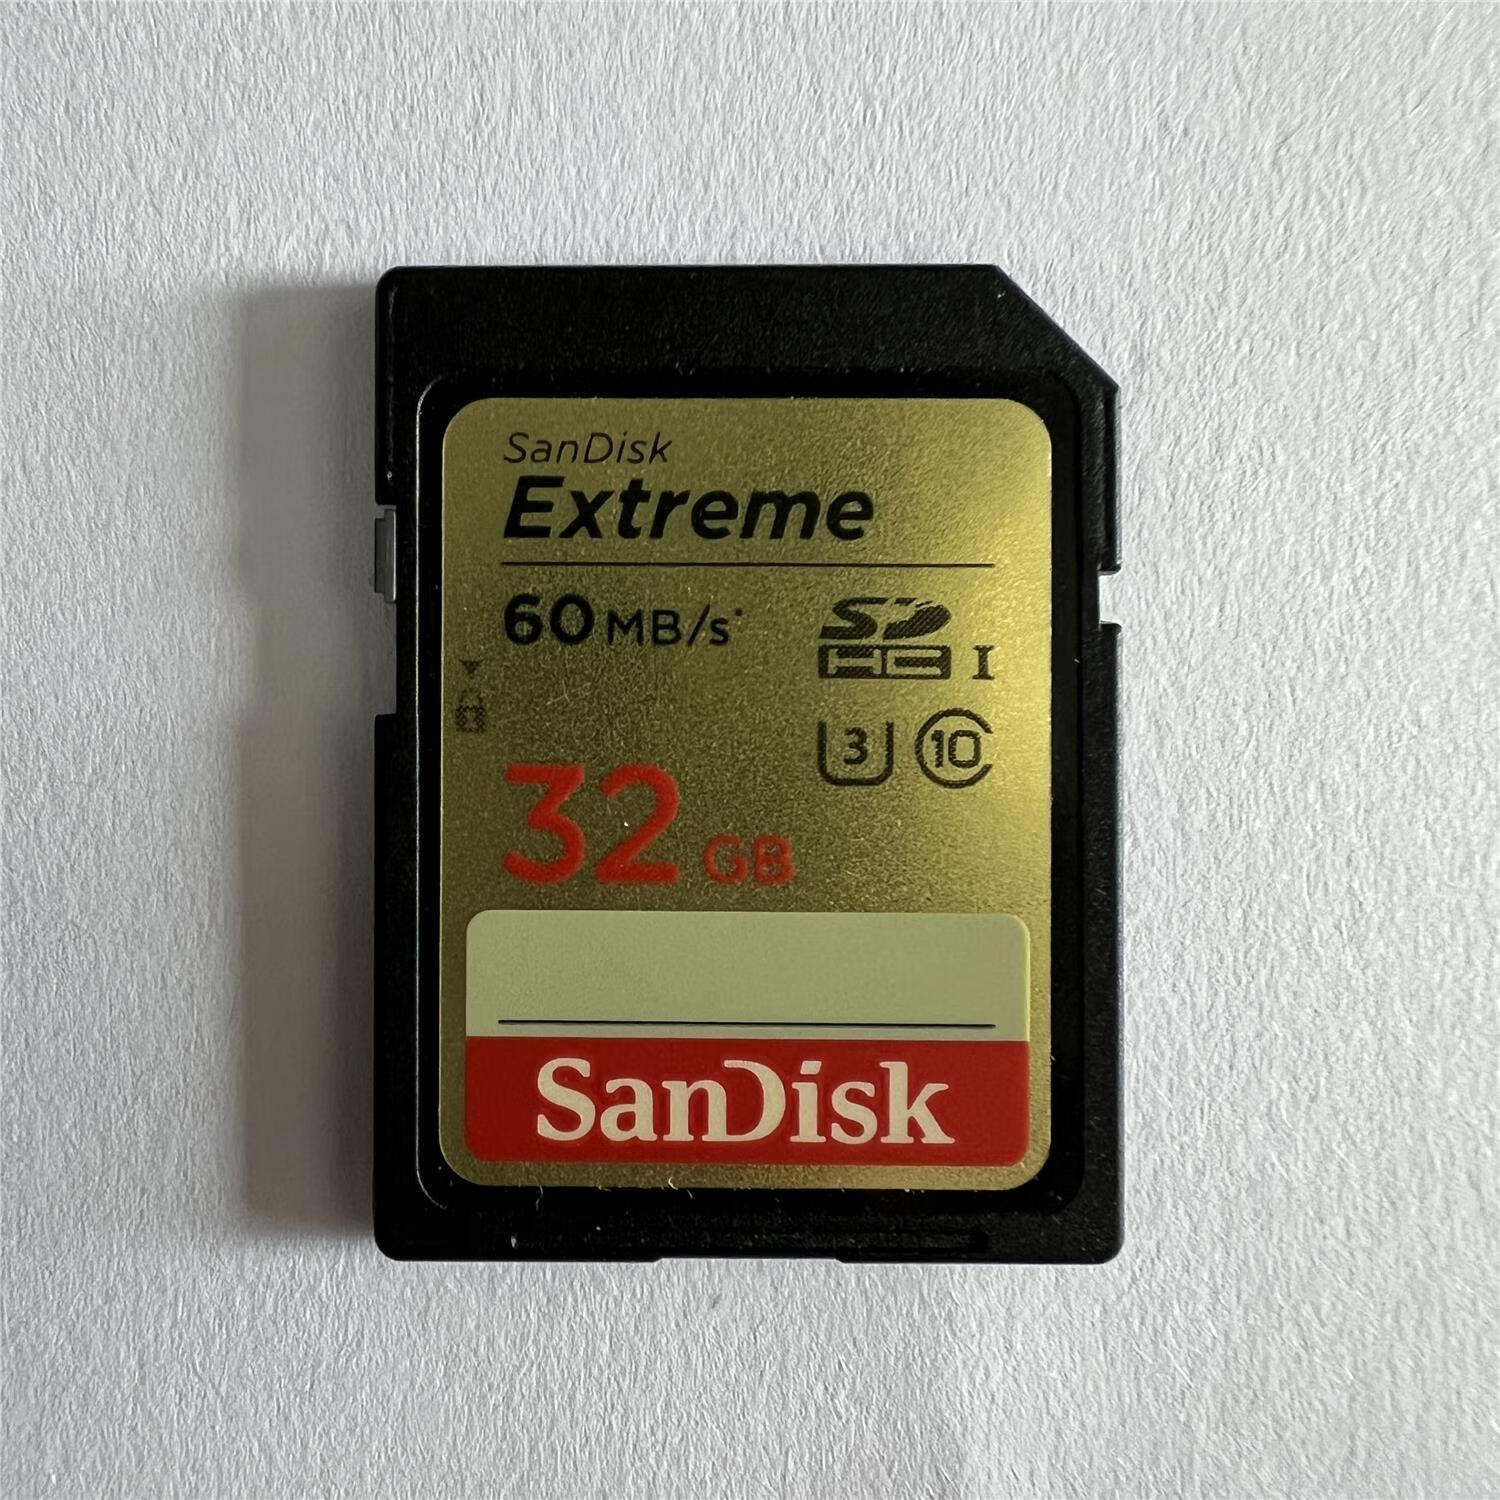 SanDisk
Extreme
60 MB/s*
SD
HC I
3 10
32 GB
SanDisk